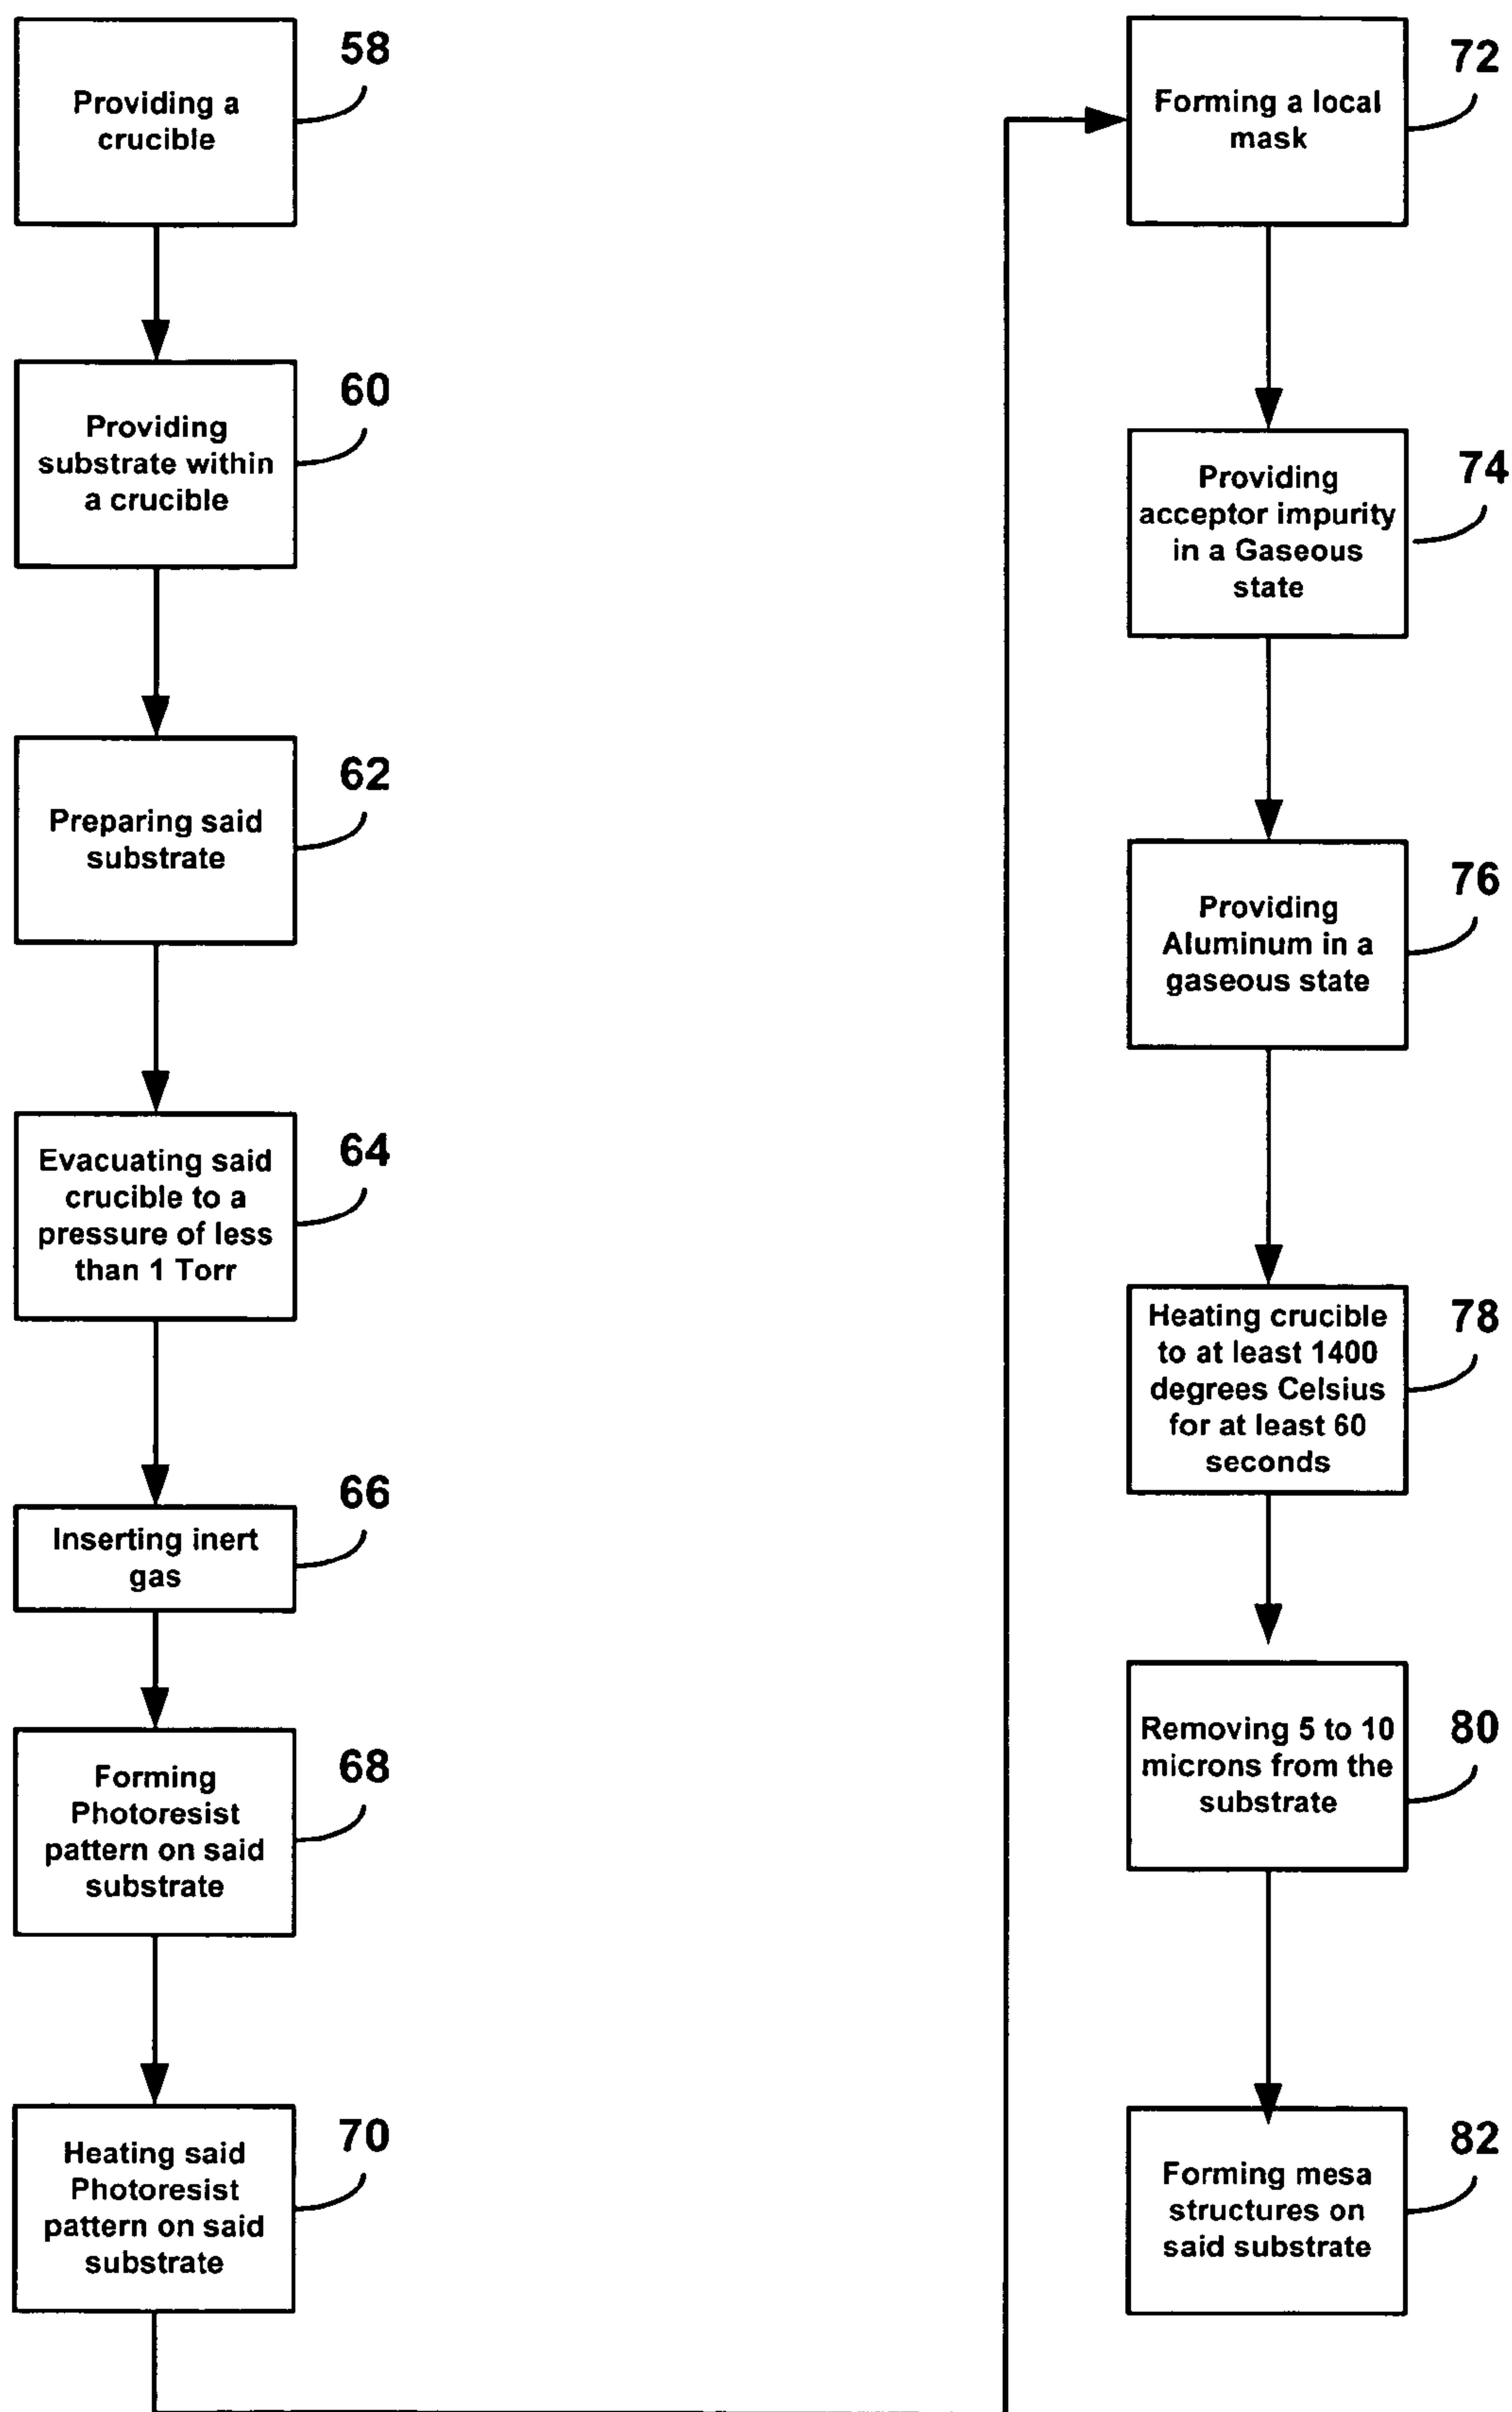 58
Providing a
crucible
60
Providing
substrate within
a crucible
62
Preparing said
substrate
64
Evacuating said
crucible to a
pressure of less
than 1 Torr
66
Inserting inert
gas
68
Forming
Photoresist
pattern on said
substrate
70
Heating said
Photoresist
pattern on said
substrate
72
Forming a local
mask
74
Providing
acceptor impurity
in a Gaseous
state
76
Providing
Aluminum in a
gaseous state
78
Heating crucible
to at least 1400
degrees Celsius
for at least 60
seconds
80
Removing 5 to 10
microns from the
substrate
82
Forming mesa
structures on
said substrate